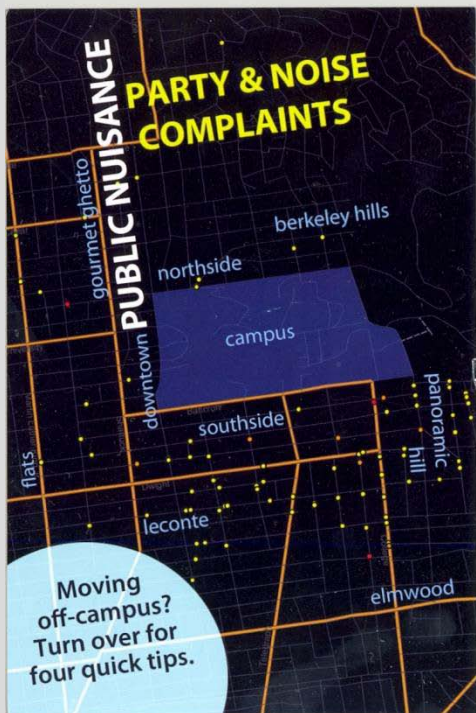 PUBLIC NUISANCE
PARTY & NOISE
COMPLAINTS
gourmet ghetto
berkeley hills
northside
campus
downtown
southside
panoramic
hill
flats
leconte
elmwood
Moving
off-campus?
Turn over for
four quick tips.